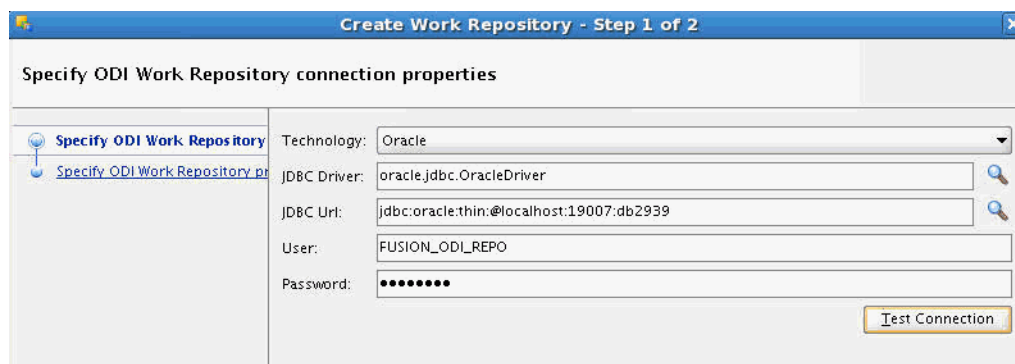 Create Work Repository - Step 1 of 2
Specify ODI Work Repository connection properties
Specify ODI Work Repository
Specify ODI Work Repository pr
Technology: Oracle
JDBC Driver: oracle.jdbc.OracleDriver
JDBC Url: jdbc:oracle:thin:@localhost:19007:db2939
User: FUSION_ODI_REPO
Password: ••••••••
Test Connection